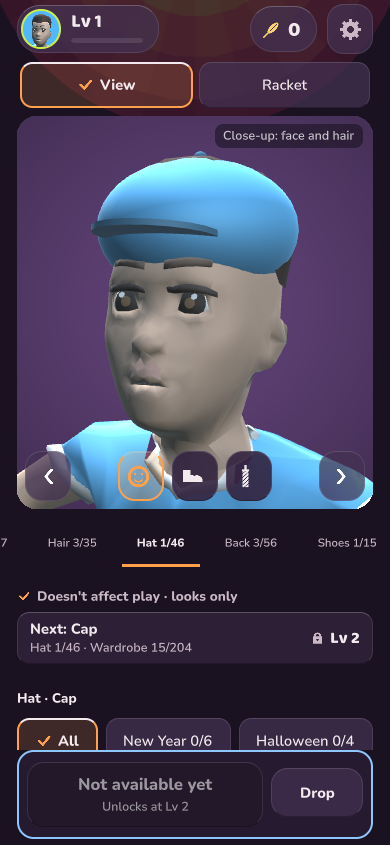 Lv 1
0
View
Racket
Close-up: face and hair
7
Hair 3/35
Hat 1/46
Back 3/56
Shoes 1/15
Doesn't affect play · looks only
Next: Cap
Hat 1/46 · Wardrobe 15/204
Lv 2
Hat · Cap
All
New Year 0/6
Halloween 0/4
Not available yet
Unlocks at Lv 2
Drop